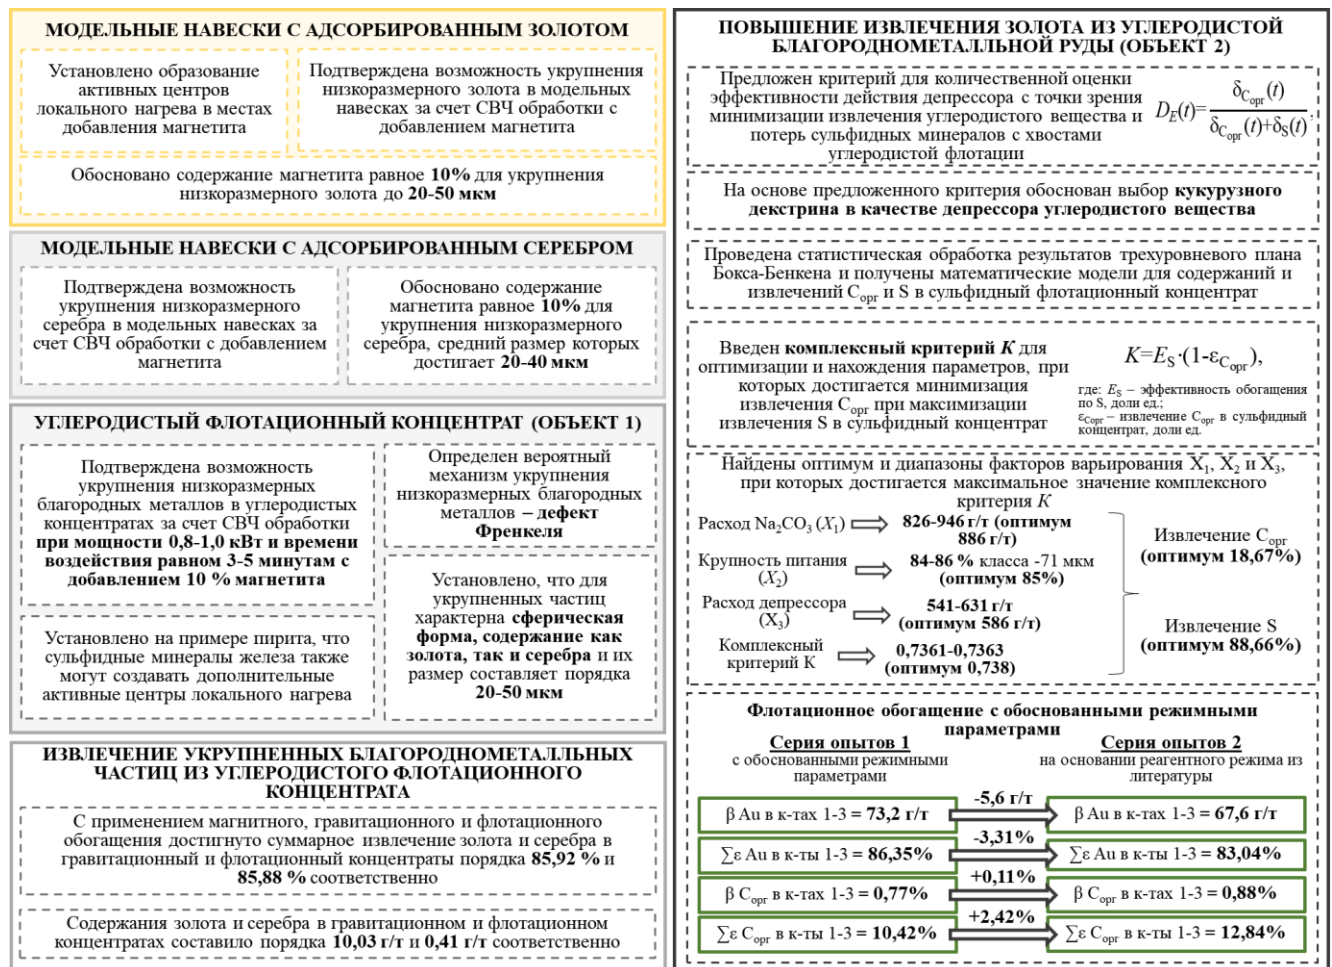 МОДЕЛЬНЫЕ НАВЕСКИ С АДСОРБИРОВАННЫМ ЗОЛОТОМ
Установлено образование
активных центров
локального нагрева в местах
добавления магнетита
Подтверждена возможность укрупнения
низкоразмерного золота в модельных
навесках за счет СВЧ обработки с
добавлением магнетита
Обосновано содержание магнетита равное 10% для укрупнения
низкоразмерного золота до 20-50 мкм
МОДЕЛЬНЫЕ НАВЕСКИ С АДСОРБИРОВАННЫМ СЕРЕБРОМ
Подтверждена возможность
укрупнения низкоразмерного
серебра в модельных навесках за
счет СВЧ обработки с добавлением
магнетита
Обосновано содержание
магнетита равное 10% для
укрупнения низкоразмерного
серебра, средний размер которых
достигает 20-40 мкм
УГЛЕРОДИСТЫЙ ФЛОТАЦИОННЫЙ КОНЦЕНТРАТ (ОБЪЕКТ 1)
Подтверждена возможность
укрупнения низкоразмерных
благородных металлов в углеродистых
концентратах за счет СВЧ обработки
при мощности 0,8-1,0 кВт и времени
воздействия равном 3-5 минутам с
добавлением 10 % магнетита
Установлено на примере пирита, что
сульфидные минералы железа также
могут создавать дополнительные
активные центры локального нагрева
Определен вероятный
механизм укрупнения
низкоразмерных благородных
металлов – дефект
Френкеля
Установлено, что для
укрупненных частиц
характерна сферическая
форма, содержание как
золота, так и серебра и их
размер составляет порядка
20-50 мкм
ИЗВЛЕЧЕНИЕ УКРУПНЕННЫХ БЛАГОРОДНОМЕТАЛЛЬНЫХ
ЧАСТИЦ ИЗ УГЛЕРОДИСТОГО ФЛОТАЦИОННОГО
КОНЦЕНТРАТА
С применением магнитного, гравитационного и флотационного
обогащения достигнуто суммарное извлечение золота и серебра в
гравитационный и флотационный концентраты порядка 85,92 % и
85,88 % соответственно
Содержания золота и серебра в гравитационном и флотационном
концентратах составило порядка 10,03 г/т и 0,41 г/т соответственно
ПОВЫШЕНИЕ ИЗВЛЕЧЕНИЯ ЗОЛОТА ИЗ УГЛЕРОДИСТОЙ
БЛАГОРОДНОМЕТАЛЛЬНОЙ РУДЫ (ОБЪЕКТ 2)
Предложен критерий для количественной оценки
эффективности действия депрессора с точки зрения
минимизации извлечения углеродистого вещества и
потерь сульфидных минералов с хвостами
углеродистой флотации
D_E(t)=δ_Cорг(t)/(δ_Cорг(t)+δ_S(t)),
На основе предложенного критерия обоснован выбор кукурузного
декстрина в качестве депрессора углеродистого вещества
Проведена статистическая обработка результатов трехуровневого плана
Бокса-Бенкена и получены математические модели для содержаний и
извлечений Cорг и S в сульфидный флотационный концентрат
Введен комплексный критерий K для
оптимизации и нахождения параметров, при
которых достигается минимизация
извлечения Cорг при максимизации
извлечения S в сульфидный концентрат
K=E_S·(1-ε_Cорг),
где: E_S – эффективность обогащения
по S, доли ед.;
ε_Cорг – извлечение Cорг в сульфидный
концентрат, доли ед.
Найдены оптимум и диапазоны факторов варьирования X₁, X₂ и X₃,
при которых достигается максимальное значение комплексного
критерия K
Расход Na₂CO₃ (X₁)
826-946 г/т (оптимум
886 г/т)
Крупность питания
(X₂)
84-86 % класса -71 мкм
(оптимум 85%)
Расход депрессора
(X₃)
541-631 г/т
(оптимум 586 г/т)
Комплексный
критерий К
0,7361-0,7363
(оптимум 0,738)
Извлечение Cорг
(оптимум 18,67%)
Извлечение S
(оптимум 88,66%)
Флотационное обогащение с обоснованными режимными
параметрами
Серия опытов 1
с обоснованными режимными
параметрами
Серия опытов 2
на основании реагентного режима из
литературы
β Au в к-тах 1-3 = 73,2 г/т
-5,6 г/т
β Au в к-тах 1-3 = 67,6 г/т
∑ε Au в к-ты 1-3 = 86,35%
-3,31%
∑ε Au в к-ты 1-3 = 83,04%
β Cорг в к-тах 1-3 = 0,77%
+0,11%
β Cорг в к-тах 1-3 = 0,88%
∑ε Cорг в к-ты 1-3 = 10,42%
+2,42%
∑ε Cорг в к-ты 1-3 = 12,84%